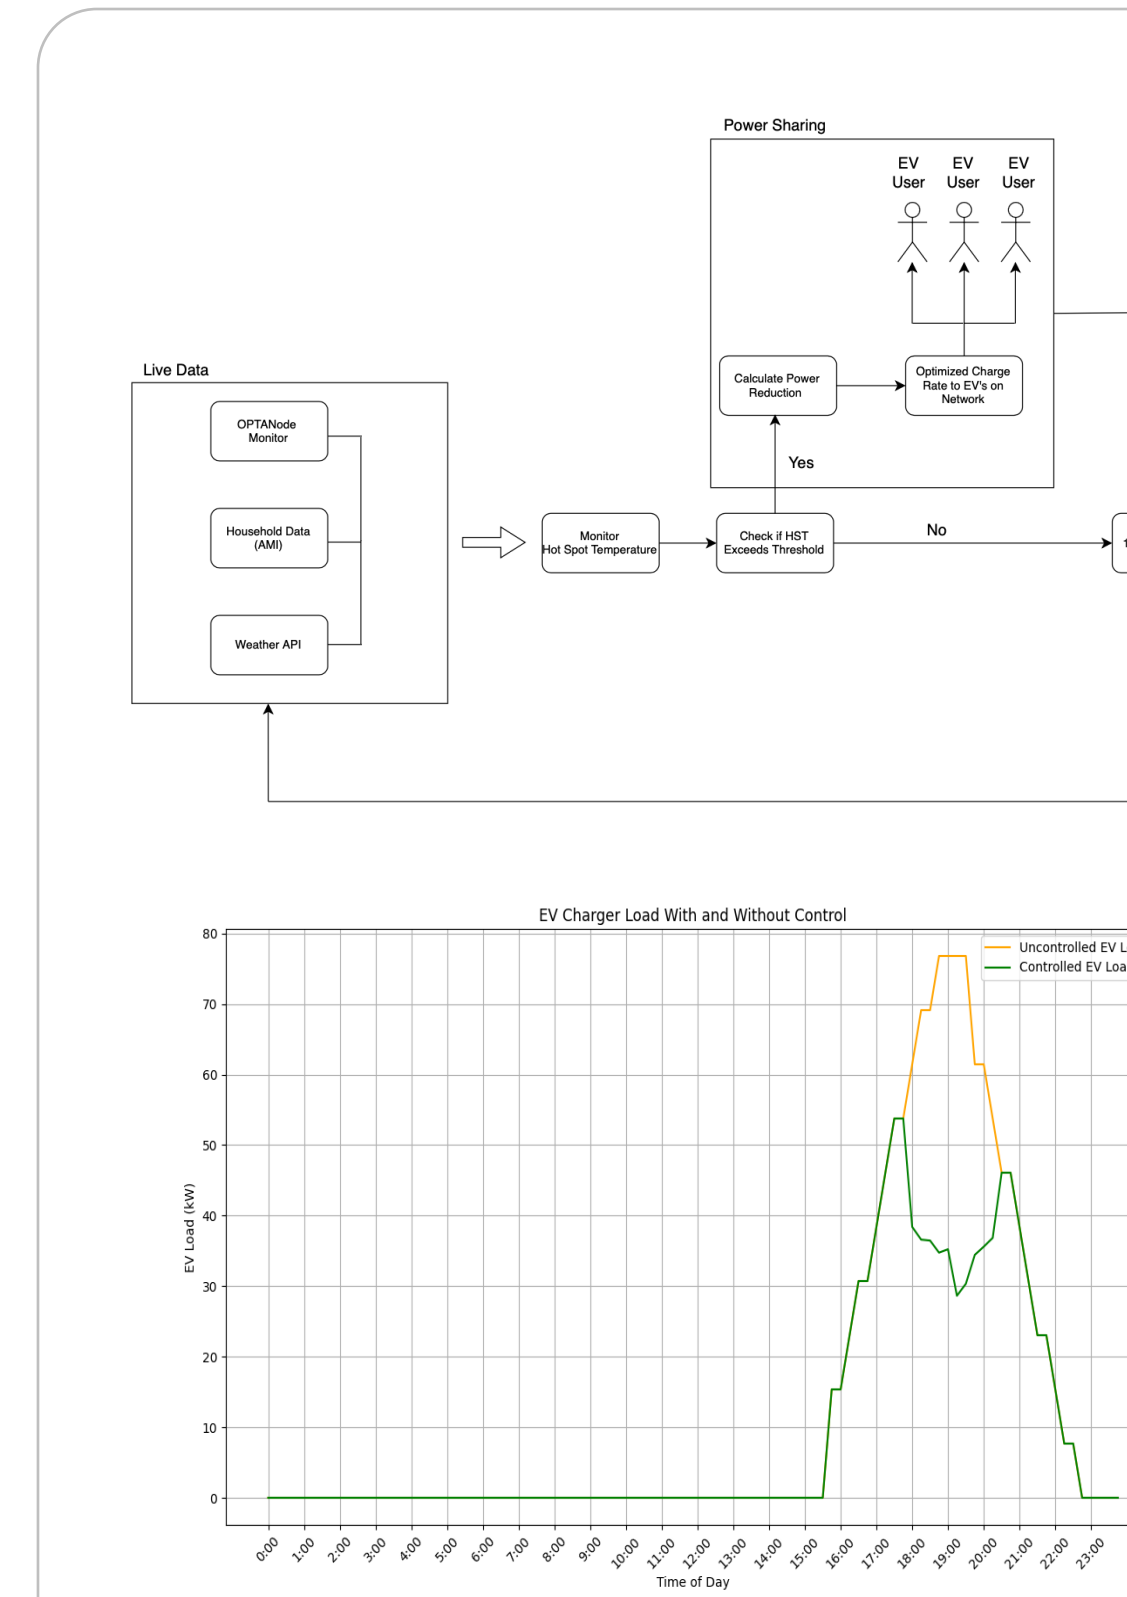 Power Sharing
EV EV EV
User User User
Live Data
OPTANode
Monitor
Household Data
(AMI)
Weather API
Monitor
Hot Spot Temperature
Check if HST
Exceeds Threshold
Calculate Power
Reduction
Optimized Charge
Rate to EV's on
Network
Yes
No
EV Charger Load With and Without Control
Uncontrolled EV L
Controlled EV Loa
EV Load (kW)
80
70
60
50
40
30
20
10
0
0:00 1:00 2:00 3:00 4:00 5:00 6:00 7:00 8:00 9:00 10:00 11:00 12:00 13:00 14:00 15:00 16:00 17:00 18:00 19:00 20:00 21:00 22:00 23:00
Time of Day